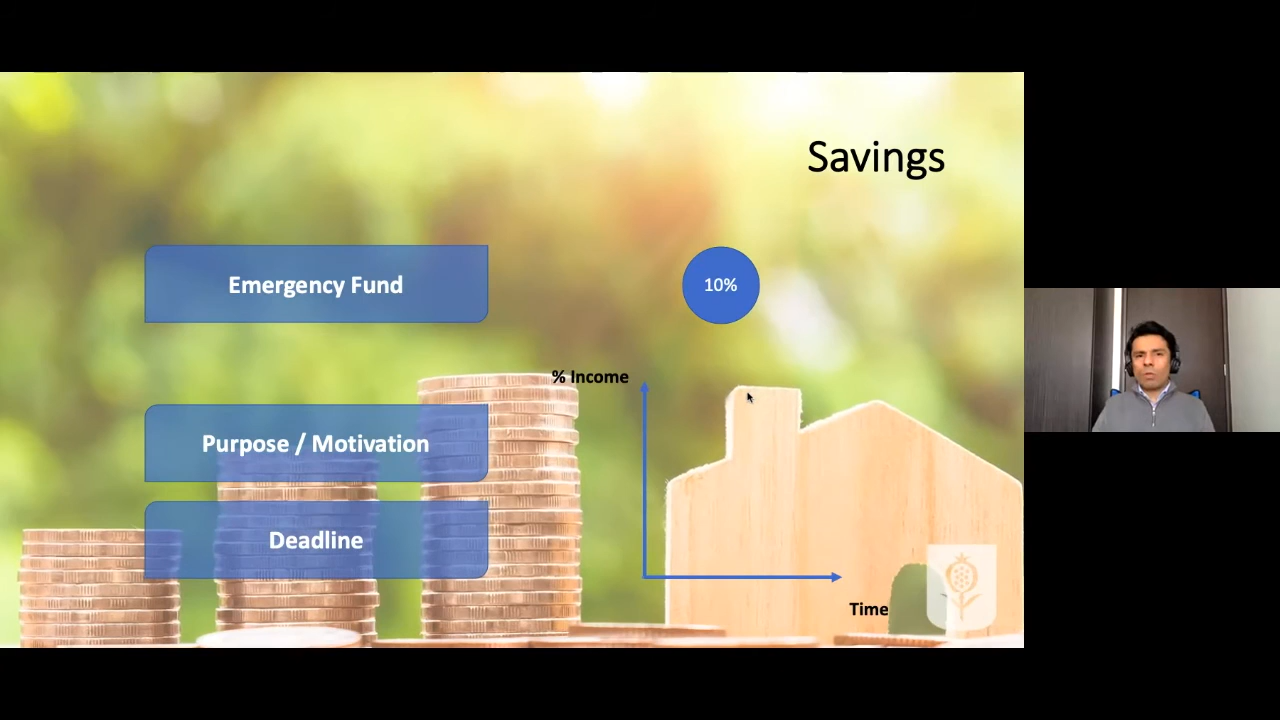 Savings
Emergency Fund
10%
% Income
Purpose / Motivation
Deadline
Time